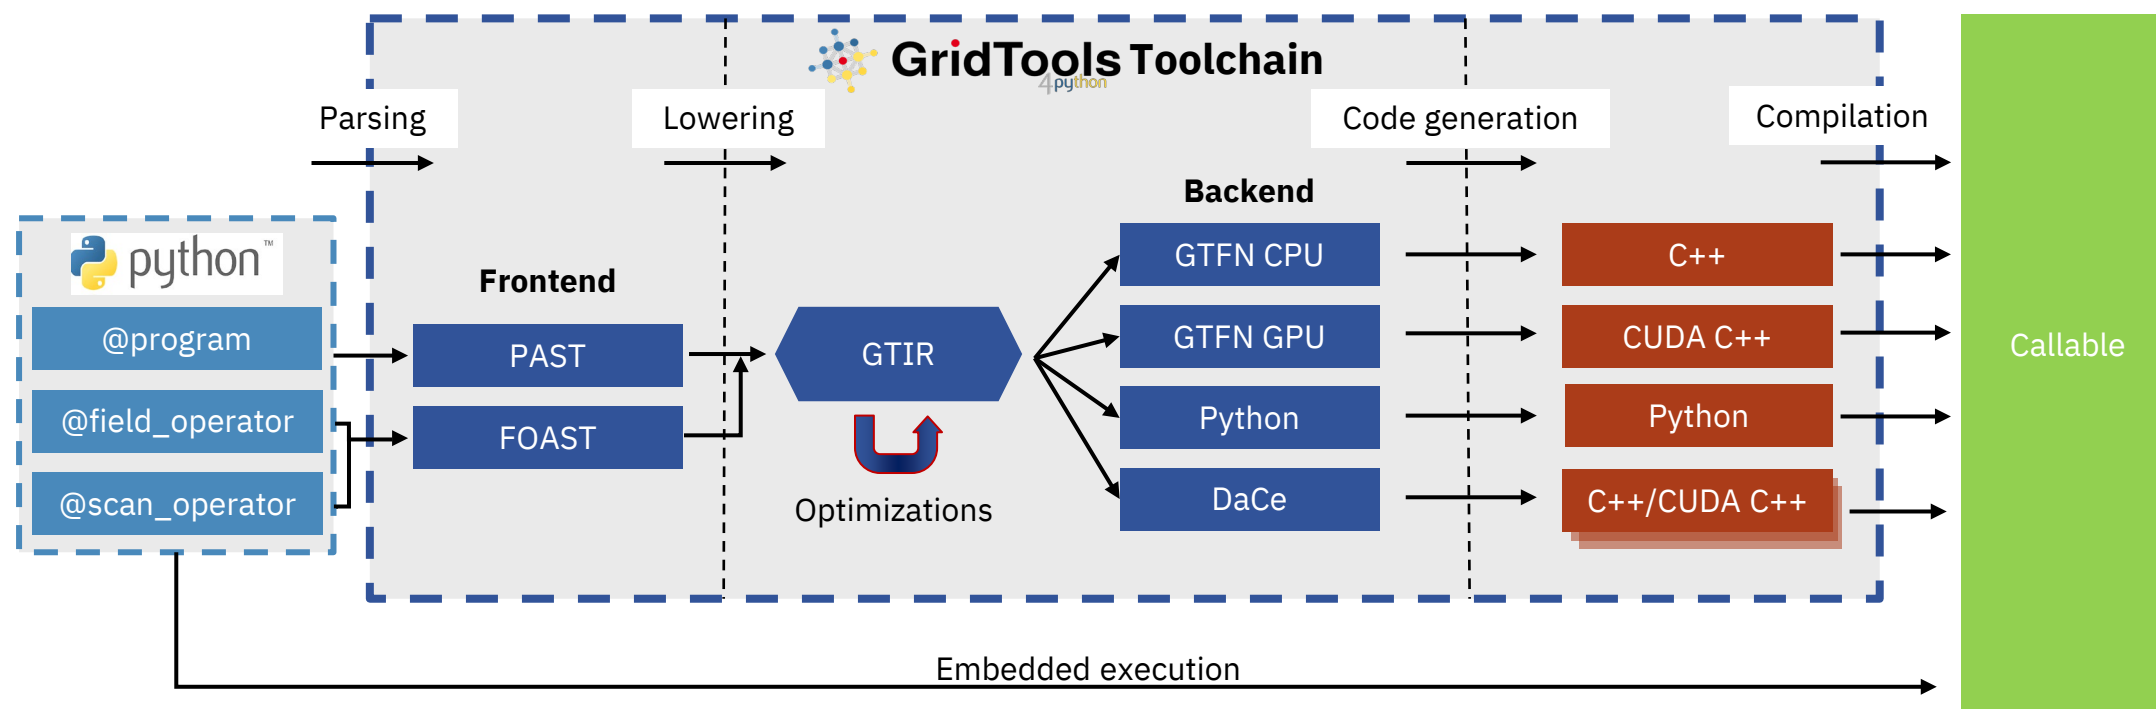 GridTools Toolchain
4python
Parsing
Lowering
Code generation
Compilation
Backend
python™
Frontend
@program
@field_operator
@scan_operator
PAST
FOAST
GTIR
Optimizations
GTFN CPU
GTFN GPU
Python
DaCe
C++
CUDA C++
Python
C++/CUDA C++
Callable
Embedded execution